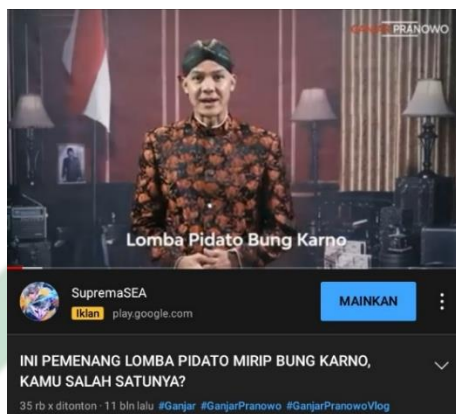 GANJAR PRANOWO
Lomba Pidato Bung Karno
SupremaSEA
Iklan play.google.com
MAINKAN
INI PEMENANG LOMBA PIDATO MIRIP BUNG KARNO,
KAMU SALAH SATUNYA?
35 rb x ditonton · 11 bln lalu #Ganjar #GanjarPranowo #GanjarPranowoVlog